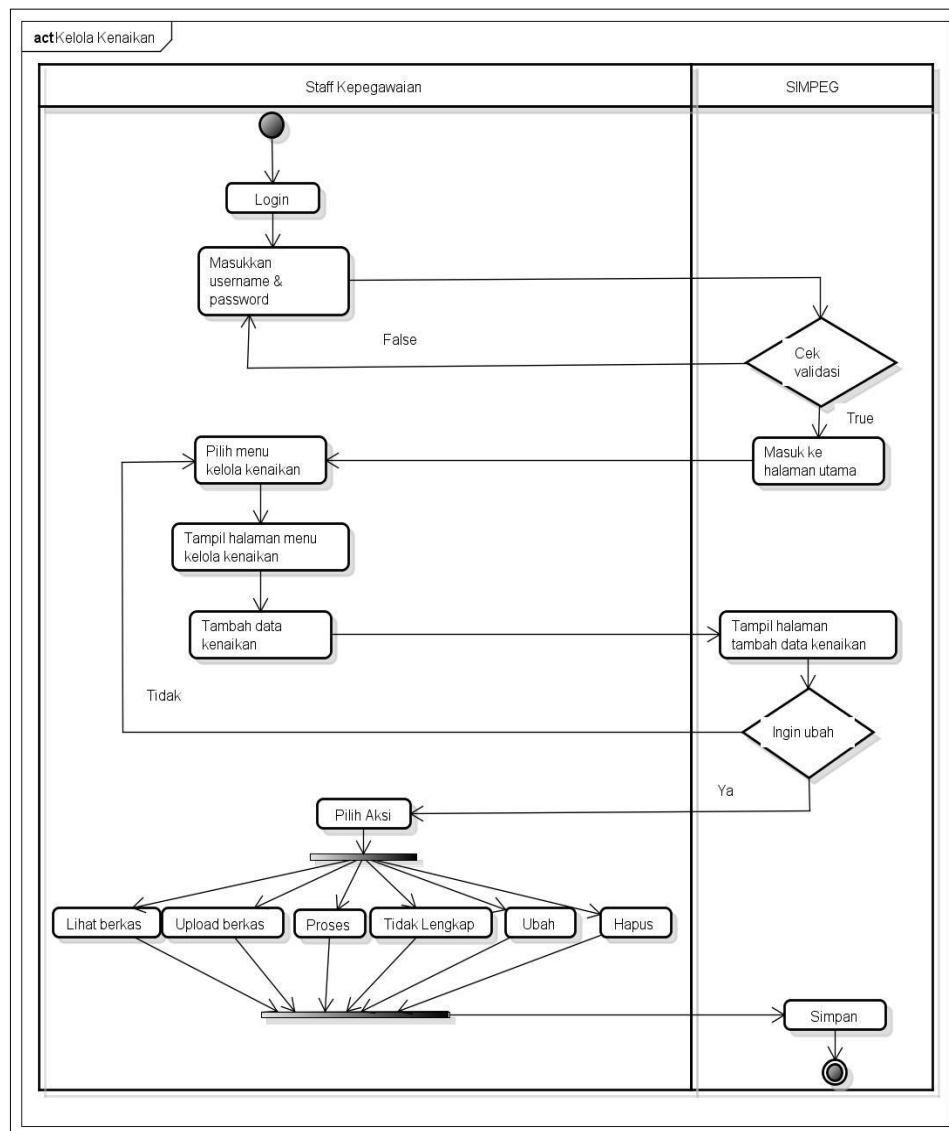 act Kelola Kenaikan
Staff Kepegawaian
SIMPEG
Login
Masukkan
username &
password
False
Cek
validasi
True
Pilih menu
kelola kenaikan
Masuk ke
halaman utama
Tampil halaman menu
kelola kenaikan
Tambah data
kenaikan
Tampil halaman
tambah data kenaikan
Tidak
Ingin ubah
Ya
Pilih Aksi
Lihat berkas
Upload berkas
Proses
Tidak Lengkap
Ubah
Hapus
Simpan